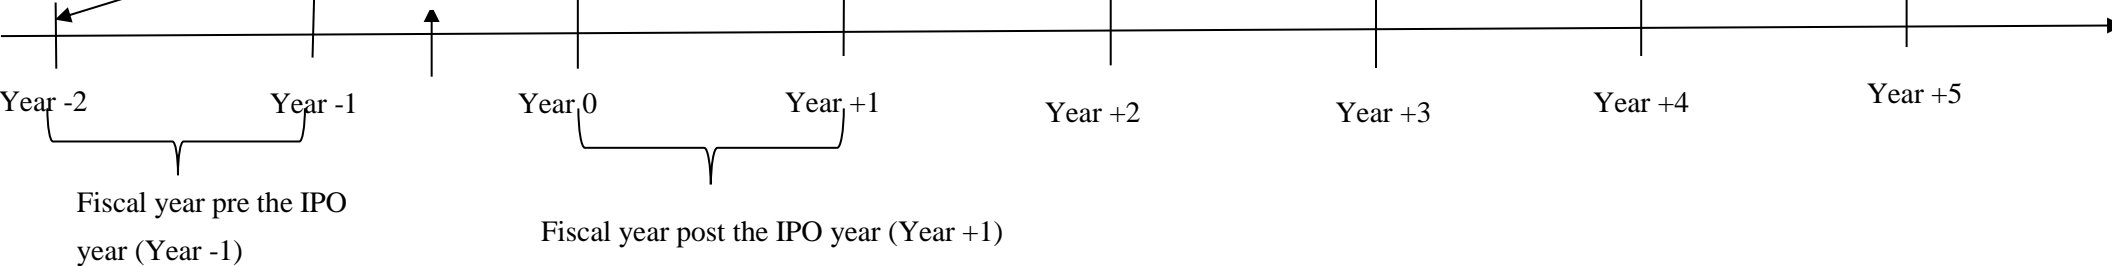 Year -2 Year -1 Year 0 Year +1 Year +2 Year +3 Year +4 Year +5
Fiscal year pre the IPO
year (Year -1)
Fiscal year post the IPO year (Year +1)